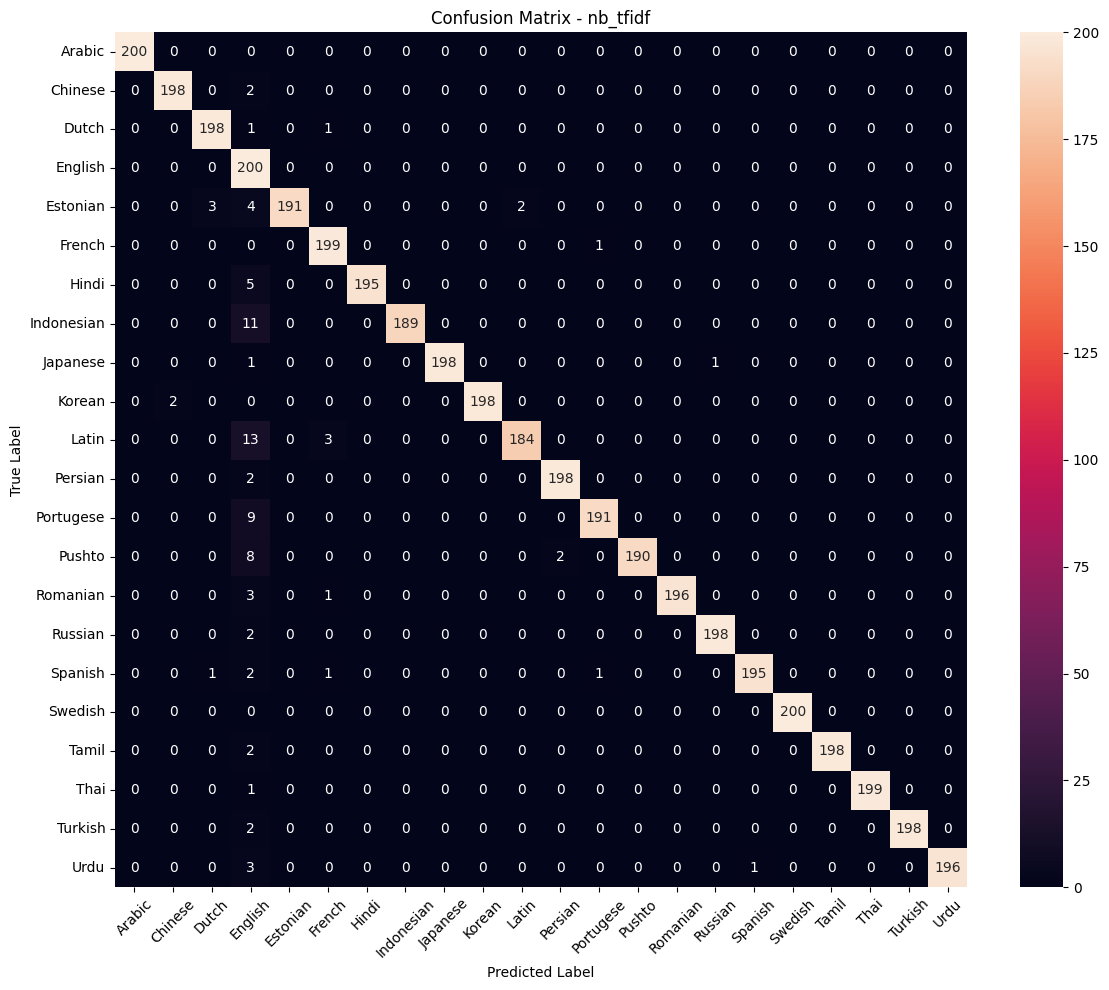 Confusion Matrix - nb_tfidf
Arabic 200 0 0 0 0 0 0 0 0 0 0 0 0 0 0 0 0 0 0 0 0 0
Chinese 0 198 0 2 0 0 0 0 0 0 0 0 0 0 0 0 0 0 0 0 0 0
Dutch 0 0 198 1 0 1 0 0 0 0 0 0 0 0 0 0 0 0 0 0 0 0
English 0 0 0 200 0 0 0 0 0 0 0 0 0 0 0 0 0 0 0 0 0 0
Estonian 0 0 3 4 191 0 0 0 0 0 2 0 0 0 0 0 0 0 0 0 0 0
French 0 0 0 0 0 199 0 0 0 0 0 0 1 0 0 0 0 0 0 0 0 0
Hindi 0 0 0 5 0 0 195 0 0 0 0 0 0 0 0 0 0 0 0 0 0 0
Indonesian 0 0 0 11 0 0 0 189 0 0 0 0 0 0 0 0 0 0 0 0 0 0
Japanese 0 0 0 1 0 0 0 0 198 0 0 0 0 0 0 1 0 0 0 0 0 0
Korean 0 2 0 0 0 0 0 0 0 198 0 0 0 0 0 0 0 0 0 0 0 0
Latin 0 0 0 13 0 3 0 0 0 0 184 0 0 0 0 0 0 0 0 0 0 0
Persian 0 0 0 2 0 0 0 0 0 0 0 198 0 0 0 0 0 0 0 0 0 0
Portugese 0 0 0 9 0 0 0 0 0 0 0 0 191 0 0 0 0 0 0 0 0 0
Pushto 0 0 0 8 0 0 0 0 0 0 0 2 0 190 0 0 0 0 0 0 0 0
Romanian 0 0 0 3 0 1 0 0 0 0 0 0 0 0 196 0 0 0 0 0 0 0
Russian 0 0 0 2 0 0 0 0 0 0 0 0 0 0 0 198 0 0 0 0 0 0
Spanish 0 0 1 2 0 1 0 0 0 0 0 0 1 0 0 0 195 0 0 0 0 0
Swedish 0 0 0 0 0 0 0 0 0 0 0 0 0 0 0 0 0 200 0 0 0 0
Tamil 0 0 0 2 0 0 0 0 0 0 0 0 0 0 0 0 0 0 198 0 0 0
Thai 0 0 0 1 0 0 0 0 0 0 0 0 0 0 0 0 0 0 0 199 0 0
Turkish 0 0 0 2 0 0 0 0 0 0 0 0 0 0 0 0 0 0 0 0 198 0
Urdu 0 0 0 3 0 0 0 0 0 0 0 0 0 0 0 0 1 0 0 0 0 196
True Label
Arabic Chinese Dutch English Estonian French Hindi Indonesian Japanese Korean Latin Persian Portugese Pushto Romanian Russian Spanish Swedish Tamil Thai Turkish Urdu
Predicted Label
200
175
150
125
100
75
50
25
0